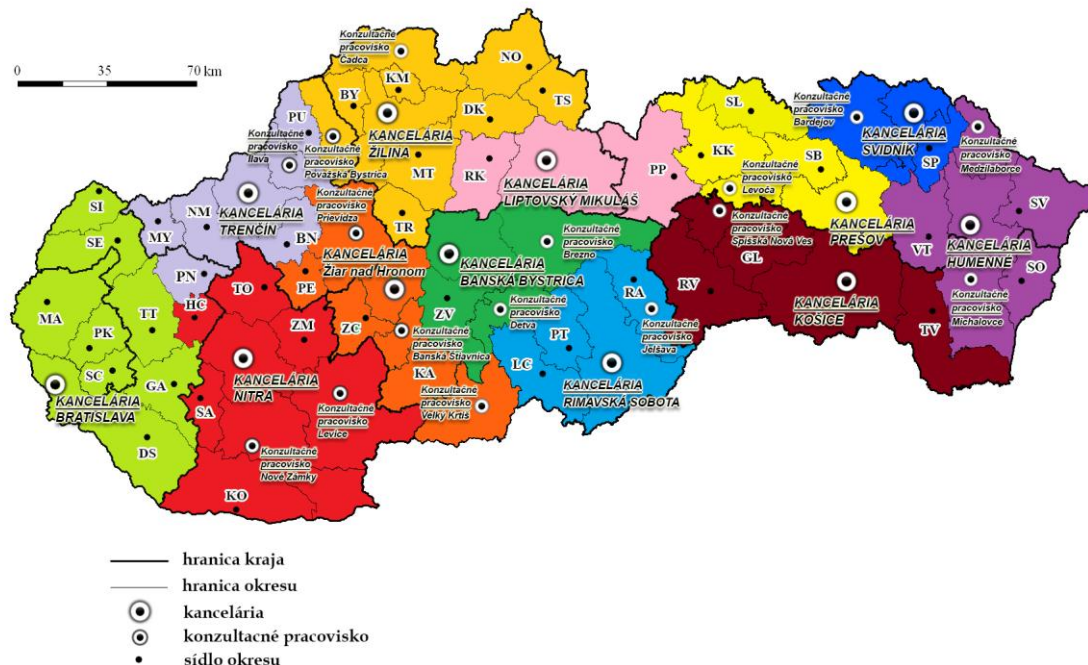 0 35 70 km
Konzultačné
pracovisko
Čadca
NO
KM
BY
TS
DK
KANCELÁRIA
ŽILINA
PU
Konzultačné
pracovisko
Ilava
Konzultačné
pracovisko
Považská Bystrica
MT
RK
KANCELÁRIA
LIPTOVSKÝ MIKULÁŠ
PP
SL
KK
SB
Konzultačné
pracovisko
Levoča
Konzultačné
pracovisko
Bardejov
KANCELÁRIA
SVIDNÍK
SP
Konzultačné
pracovisko
Medzilaborce
SI
SE
MY
NM
KANCELÁRIA
TRENČÍN
BN
Konzultačné
pracovisko
Prievidza
TR
KANCELÁRIA
Žiar nad Hronom
Konzultačné
pracovisko
Brezno
KANCELÁRIA
BANSKÁ BYSTRICA
Konzultačné
pracovisko
Spišská Nová Ves
GL
KANCELÁRIA
PREŠOV
VT
SV
KANCELÁRIA
HUMENNÉ
SO
PN
HC
TO
PE
MA
PK
TT
SC
GA
KANCELÁRIA
BRATISLAVA
DS
ZM
ZC
ZV
Konzultačné
pracovisko
Detva
RA
PT
LC
Konzultačné
pracovisko
Jelšava
RV
KANCELÁRIA
KOŠICE
TV
Konzultačné
pracovisko
Michalovce
KANCELÁRIA
NITRA
SA
Konzultačné
pracovisko
Levice
Konzultačné
pracovisko
Banská Štiavnica
KA
Konzultačné
pracovisko
Veľký Krtíš
KANCELÁRIA
RIMAVSKÁ SOBOTA
Konzultačné
pracovisko
Nové Zámky
KO
hranica kraja
hranica okresu
kancelária
konzultacné pracovisko
sídlo okresu